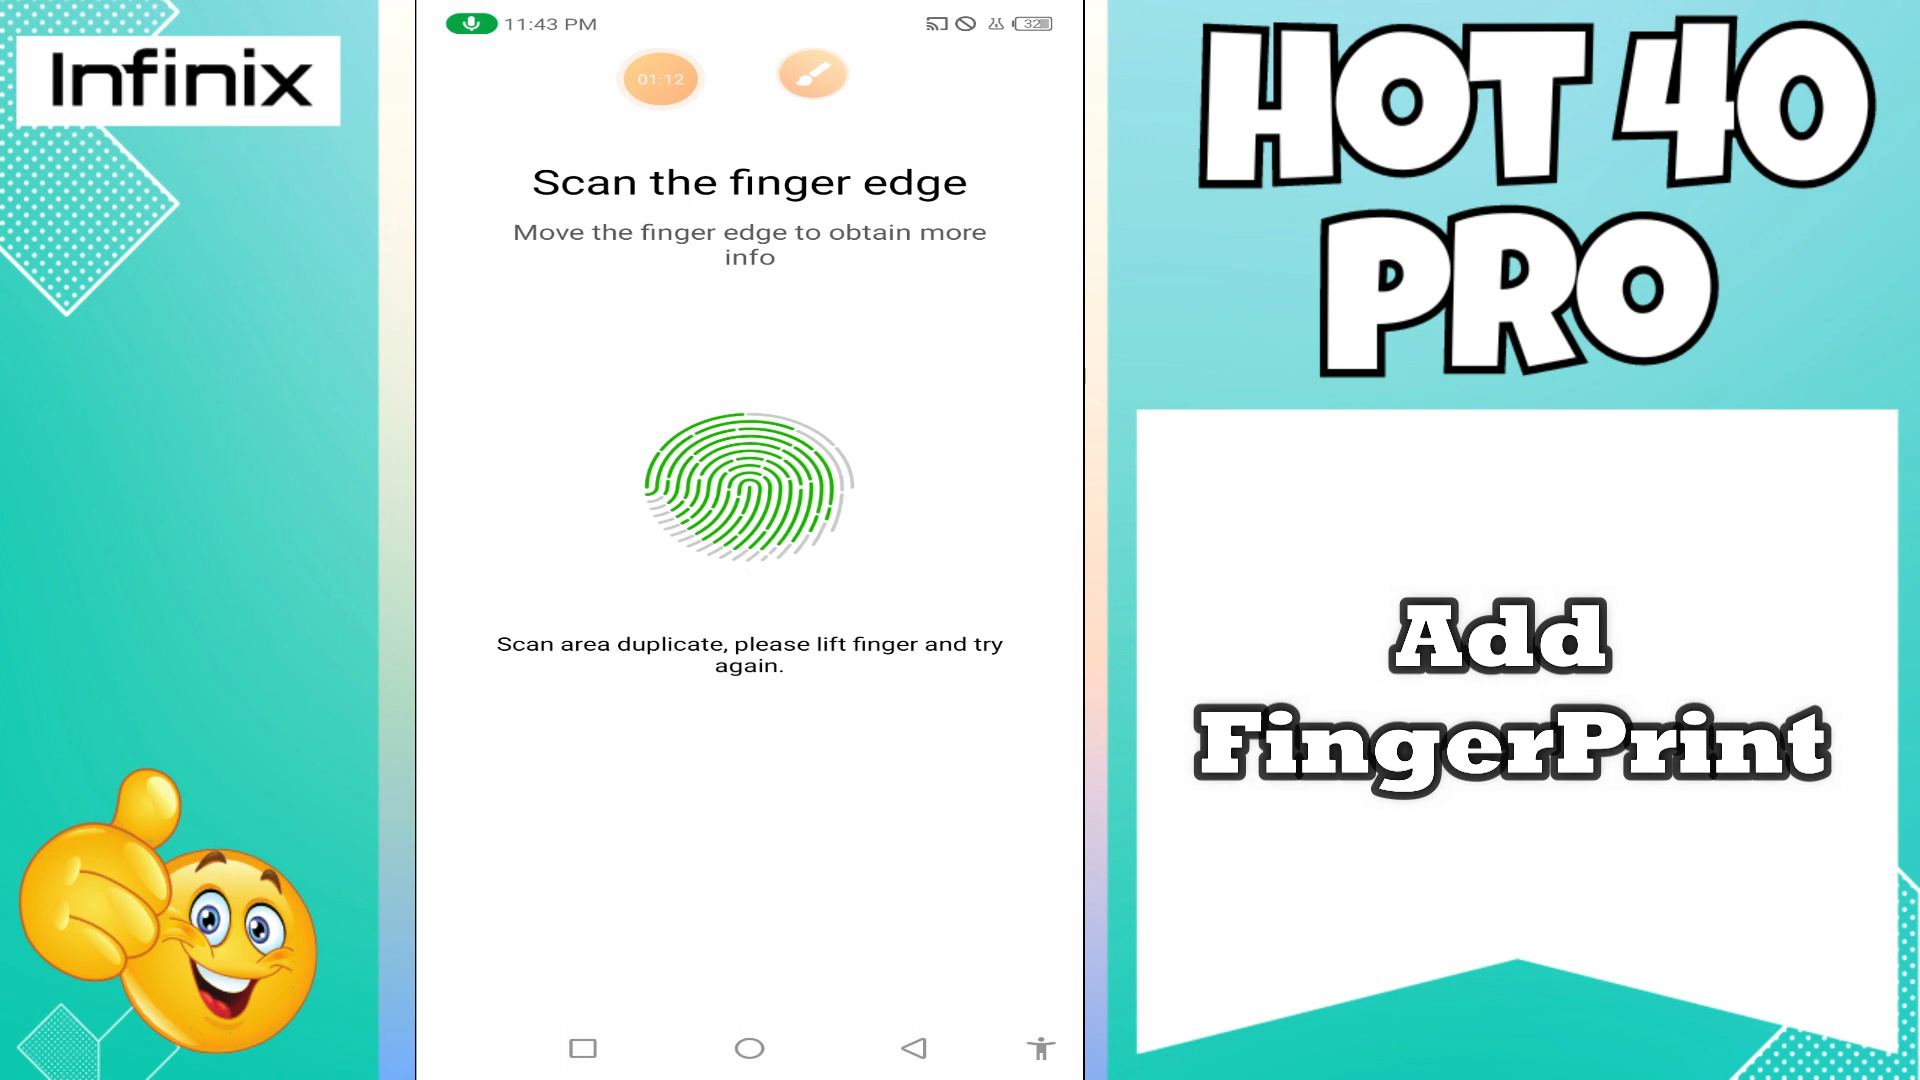 Infinix
11:43 PM
32
01:12
Scan the finger edge
Move the finger edge to obtain more
info
Scan area duplicate, please lift finger and try
again.
HOT 40
PRO
Add
FingerPrint